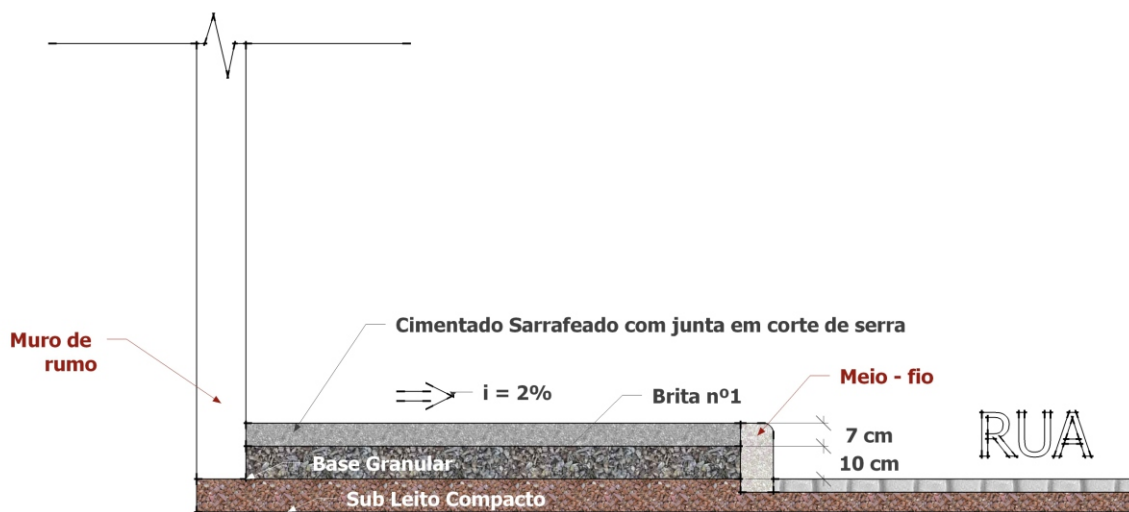 Cimentado Sarrafeado com junta em corte de serra
Muro de
rumo
i = 2%
Brita nº1
Meio - fio
7 cm
10 cm
RUA
Base Granular
Sub Leito Compacto